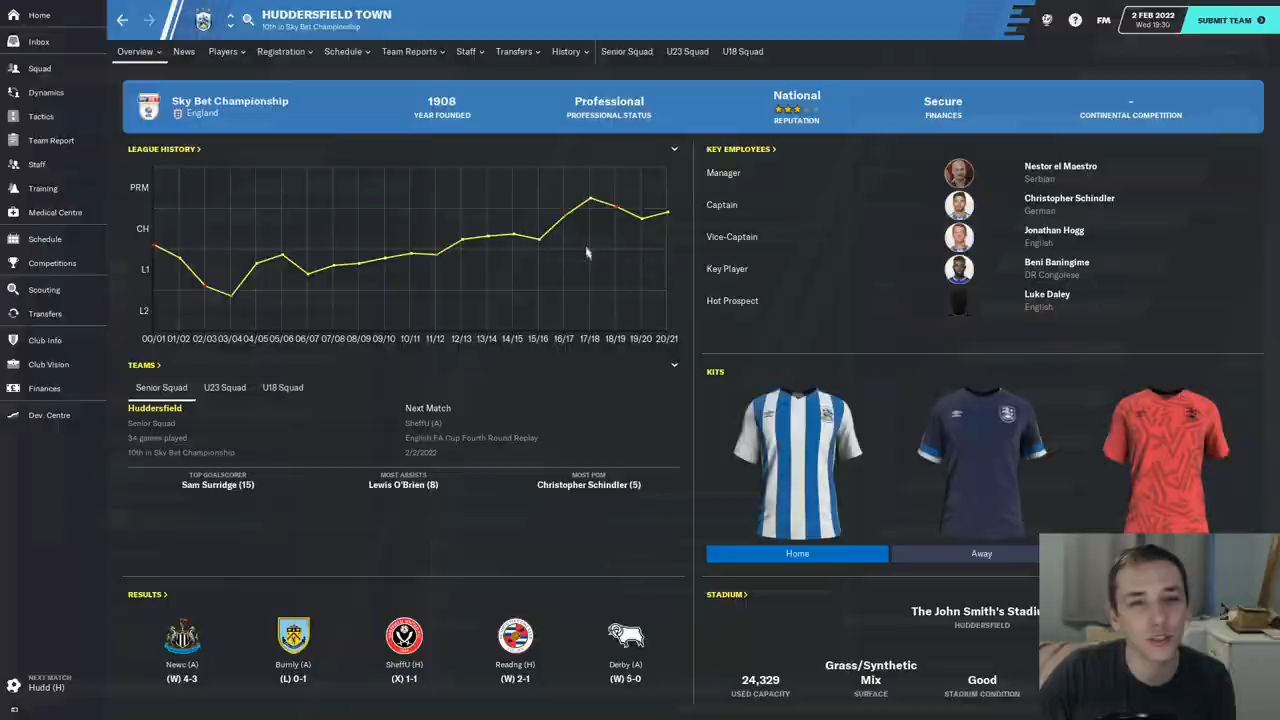 Home
Inbox
Squad
Dynamics
Tactics
Team Report
Staff
Training
Medical Centre
Schedule
Competitions
Scouting
Transfers
Club Info
Club Vision
Finances
Dev. Centre
NEXT MATCH
Hudd (H)
HUDDERSFIELD TOWN
10th in Sky Bet Championship
FM
2 FEB 2022
Wed 19:30
SUBMIT TEAM
Overview News Players Registration Schedule Team Reports Staff Transfers History Senior Squad U23 Squad U18 Squad
Sky Bet Championship
England
1908
YEAR FOUNDED
Professional
PROFESSIONAL STATUS
National
REPUTATION
Secure
FINANCES
-
CONTINENTAL COMPETITION
LEAGUE HISTORY >
PRM
CH
L1
L2
00/01 01/02 02/03 03/04 04/05 05/06 06/07 07/08 08/09 09/10 10/11 11/12 12/13 13/14 14/15 15/16 16/17 17/18 18/19 19/20 20/21
TEAMS >
Senior Squad U23 Squad U18 Squad
Huddersfield
Senior Squad
34 games played
10th in Sky Bet Championship
Next Match
SheffU (A)
English FA Cup Fourth Round Replay
2/2/2022
TOP GOALSCORER
Sam Surridge (15)
MOST ASSISTS
Lewis O'Brien (8)
MOST POM
Christopher Schindler (5)
RESULTS >
Newc (A)
(W) 4-3
Burnly (A)
(L) 0-1
SheffU (H)
(X) 1-1
Readng (H)
(W) 2-1
Derby (A)
(W) 5-0
KEY EMPLOYEES >
Manager
Nestor el Maestro
Serbian
Captain
Christopher Schindler
German
Vice-Captain
Jonathan Hogg
English
Key Player
Beni Baningime
DR Congolese
Hot Prospect
Luke Daley
English
KITS
Home
Away
STADIUM >
The John Smith's Stadiu
HUDDERSFIELD
24,329
USED CAPACITY
Grass/Synthetic
Mix
SURFACE
Good
STADIUM CONDITION